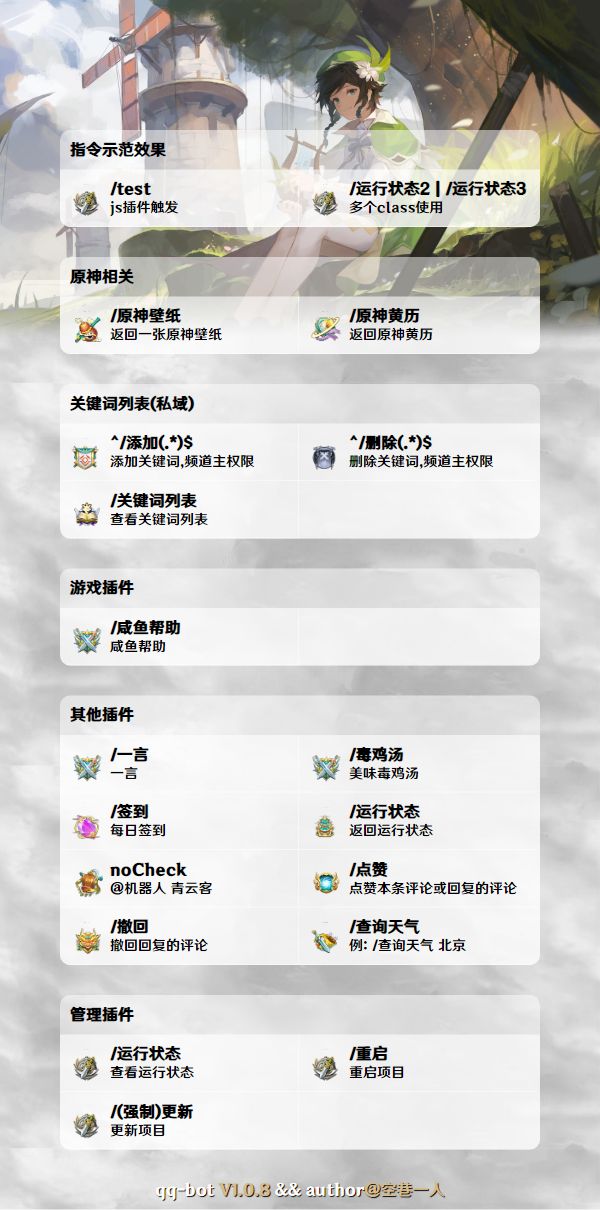 指令示范效果
/test
js插件触发
/运行状态2 | /运行状态3
多个class使用
原神相关
/原神壁纸
返回一张原神壁纸
/原神黄历
返回原神黄历
关键词列表(私域)
^/添加(.*)$
添加关键词,频道主权限
^/删除(.*)$
删除关键词,频道主权限
/关键词列表
查看关键词列表
游戏插件
/咸鱼帮助
咸鱼帮助
其他插件
/一言
一言
/毒鸡汤
美味毒鸡汤
/签到
每日签到
/运行状态
返回运行状态
noCheck
@机器人 青云客
/点赞
点赞本条评论或回复的评论
/撤回
撤回回复的评论
/查询天气
例: /查询天气 北京
管理插件
/运行状态
查看运行状态
/重启
重启项目
/(强制)更新
更新项目
qq-bot V1.0.8 && author@空巷一人